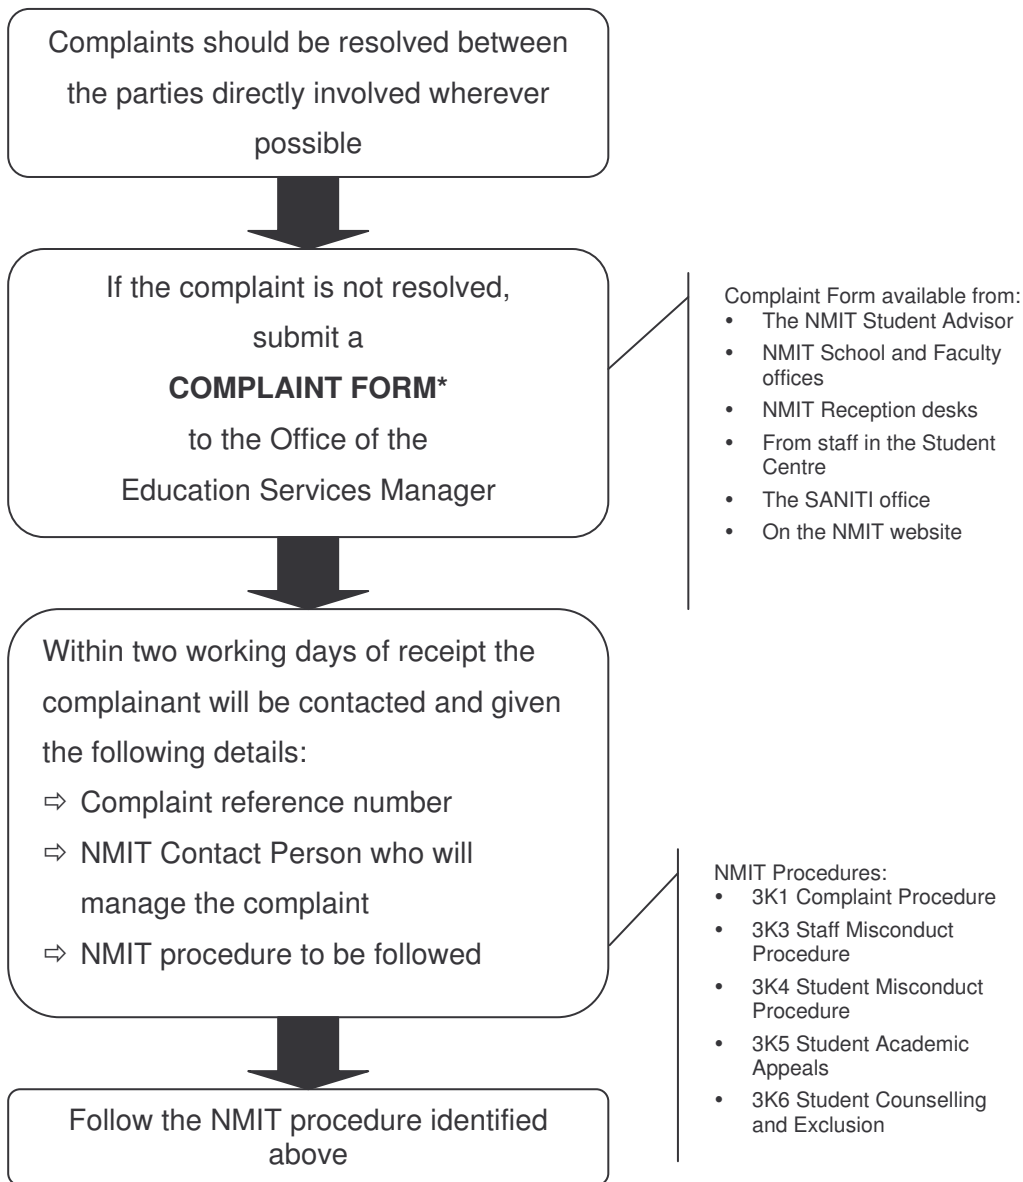 Complaints should be resolved between
the parties directly involved wherever
possible
If the complaint is not resolved,
submit a
COMPLAINT FORM*
to the Office of the
Education Services Manager
Complaint Form available from:
• The NMIT Student Advisor
• NMIT School and Faculty
offices
• NMIT Reception desks
• From staff in the Student
Centre
• The SANITI office
• On the NMIT website
Within two working days of receipt the
complainant will be contacted and given
the following details:
⇨ Complaint reference number
⇨ NMIT Contact Person who will
manage the complaint
⇨ NMIT procedure to be followed
NMIT Procedures:
• 3K1 Complaint Procedure
• 3K3 Staff Misconduct
Procedure
• 3K4 Student Misconduct
Procedure
• 3K5 Student Academic
Appeals
• 3K6 Student Counselling
and Exclusion
Follow the NMIT procedure identified
above